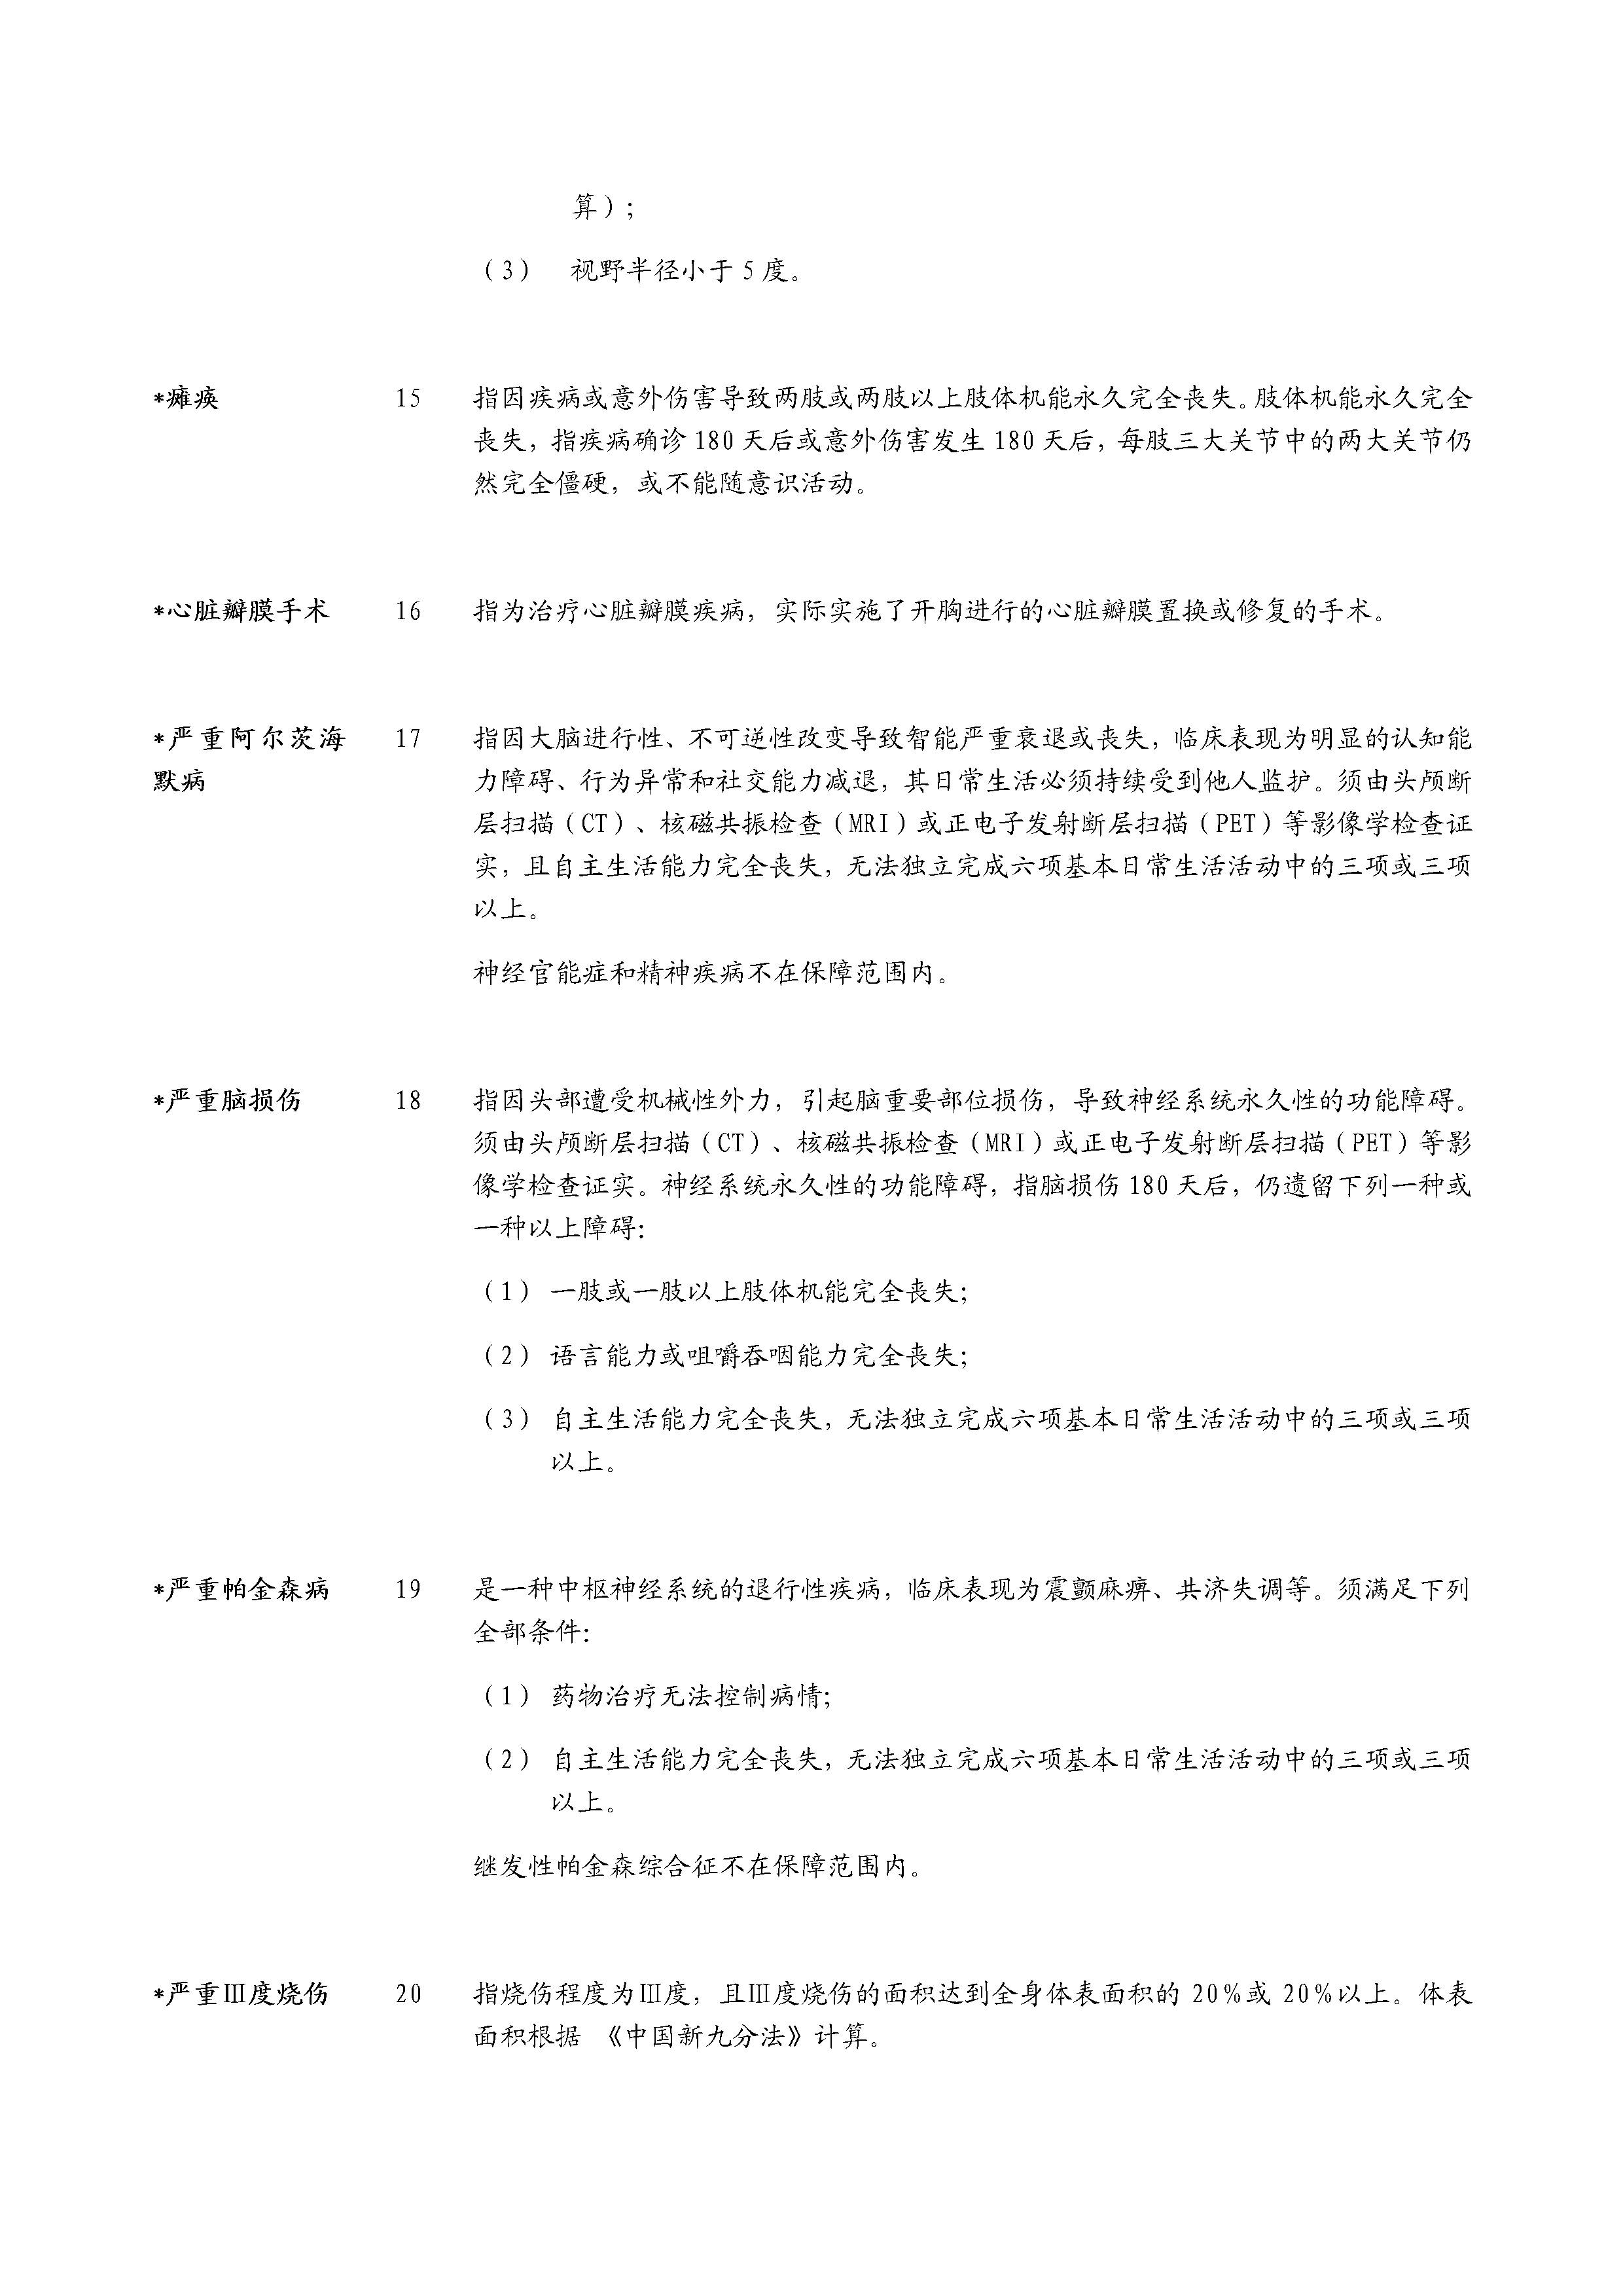 算）；
（3） 视野半径小于 5 度。
*瘫痪 15 指因疾病或意外伤害导致两肢或两肢以上肢体机能永久完全丧失。肢体机能永久完全
丧失，指疾病确诊 180 天后或意外伤害发生 180 天后，每肢三大关节中的两大关节仍
然完全僵硬，或不能随意识活动。
*心脏瓣膜手术 16 指为治疗心脏瓣膜疾病，实际实施了开胸进行的心脏瓣膜置换或修复的手术。
*严重阿尔茨海 17 指因大脑进行性、不可逆性改变导致智能严重衰退或丧失，临床表现为明显的认知能
默病 力障碍、行为异常和社交能力减退，其日常生活必须持续受到他人监护。须由头颅断
层扫描（CT）、核磁共振检查（MRI）或正电子发射断层扫描（PET）等影像学检查证
实，且自主生活能力完全丧失，无法独立完成六项基本日常生活活动中的三项或三项
以上。
神经官能症和精神疾病不在保障范围内。
*严重脑损伤 18 指因头部遭受机械性外力，引起脑重要部位损伤，导致神经系统永久性的功能障碍。
须由头颅断层扫描（CT）、核磁共振检查（MRI）或正电子发射断层扫描（PET）等影
像学检查证实。神经系统永久性的功能障碍，指脑损伤 180 天后，仍遗留下列一种或
一种以上障碍：
（1） 一肢或一肢以上肢体机能完全丧失；
（2） 语言能力或咀嚼吞咽能力完全丧失；
（3） 自主生活能力完全丧失，无法独立完成六项基本日常生活活动中的三项或三项
以上。
*严重帕金森病 19 是一种中枢神经系统的退行性疾病，临床表现为震颤麻痹、共济失调等。须满足下列
全部条件：
（1） 药物治疗无法控制病情；
（2） 自主生活能力完全丧失，无法独立完成六项基本日常生活活动中的三项或三项
以上。
继发性帕金森综合征不在保障范围内。
*严重Ⅲ度烧伤 20 指烧伤程度为Ⅲ度，且Ⅲ度烧伤的面积达到全身体表面积的 20%或 20%以上。体表
面积根据 《中国新九分法》计算。